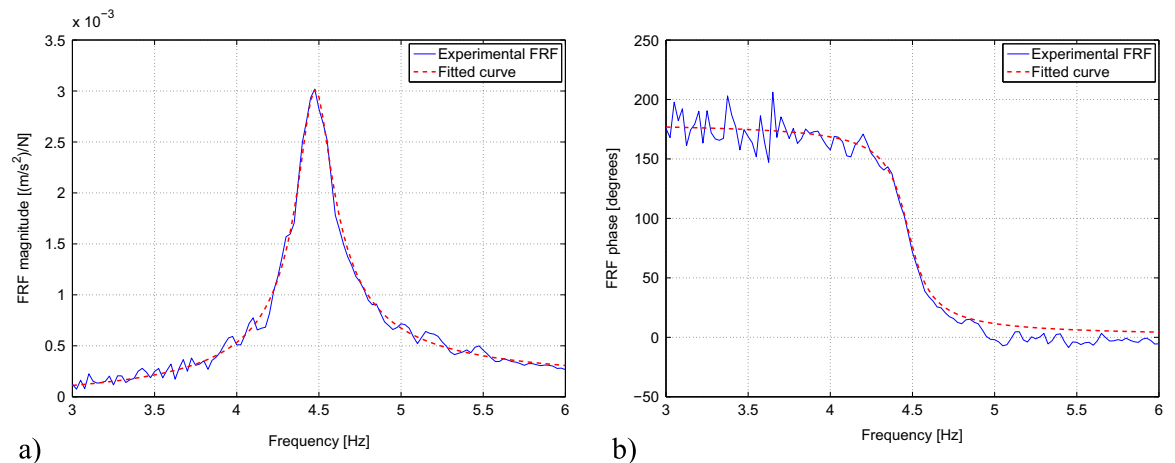 x 10⁻³
3.5
3
2.5
2
1.5
1
0.5
0
FRF magnitude [(m/s²)/N]
Experimental FRF
Fitted curve
3 3.5 4 4.5 5 5.5 6
Frequency [Hz]
a)
250
200
150
100
50
0
−50
FRF phase [degrees]
Experimental FRF
Fitted curve
3 3.5 4 4.5 5 5.5 6
Frequency [Hz]
b)